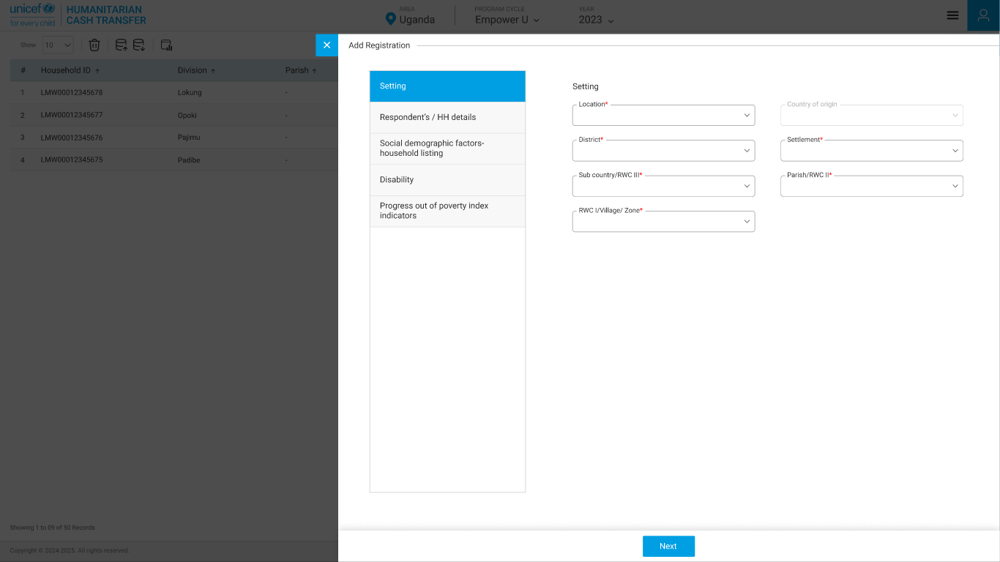 unicef
for every child
HUMANITARIAN
CASH TRANSFER
AREA
Uganda
PROGRAM CYCLE
Empower U
YEAR
2023
Show
10
Add Registration
# Household ID Division Parish
1 LMW00012345678 Lokung -
2 LMW00012345677 Opoki -
3 LMW00012345676 Pajimu -
4 LMW00012345675 Padibe -
Setting
Respondent's / HH details
Social demographic factors-
household listing
Disability
Progress out of poverty index
indicators
Setting
Location*
Country of origin
District*
Settlement*
Sub country/RWC III*
Parish/RWC II*
RWC I/Village/ Zone*
Showing 1 to 09 of 50 Records
Copyright © 2024-2025. All rights reserved.
Next